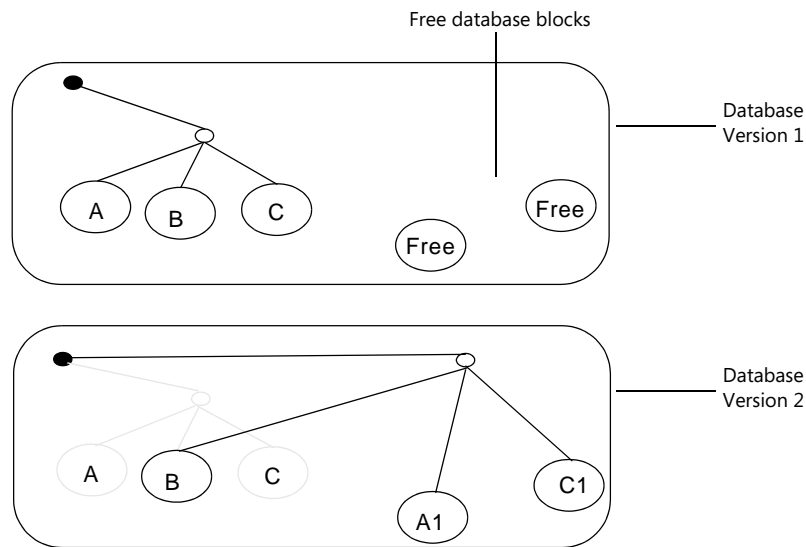 Free database blocks
Database
Version 1
A
B
C
Free
Free
Database
Version 2
A
B
C
A1
C1